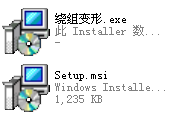 绕组变形.exe
此 Installer 数...
-
Setup.msi
Windows Installe...
1,235 KB